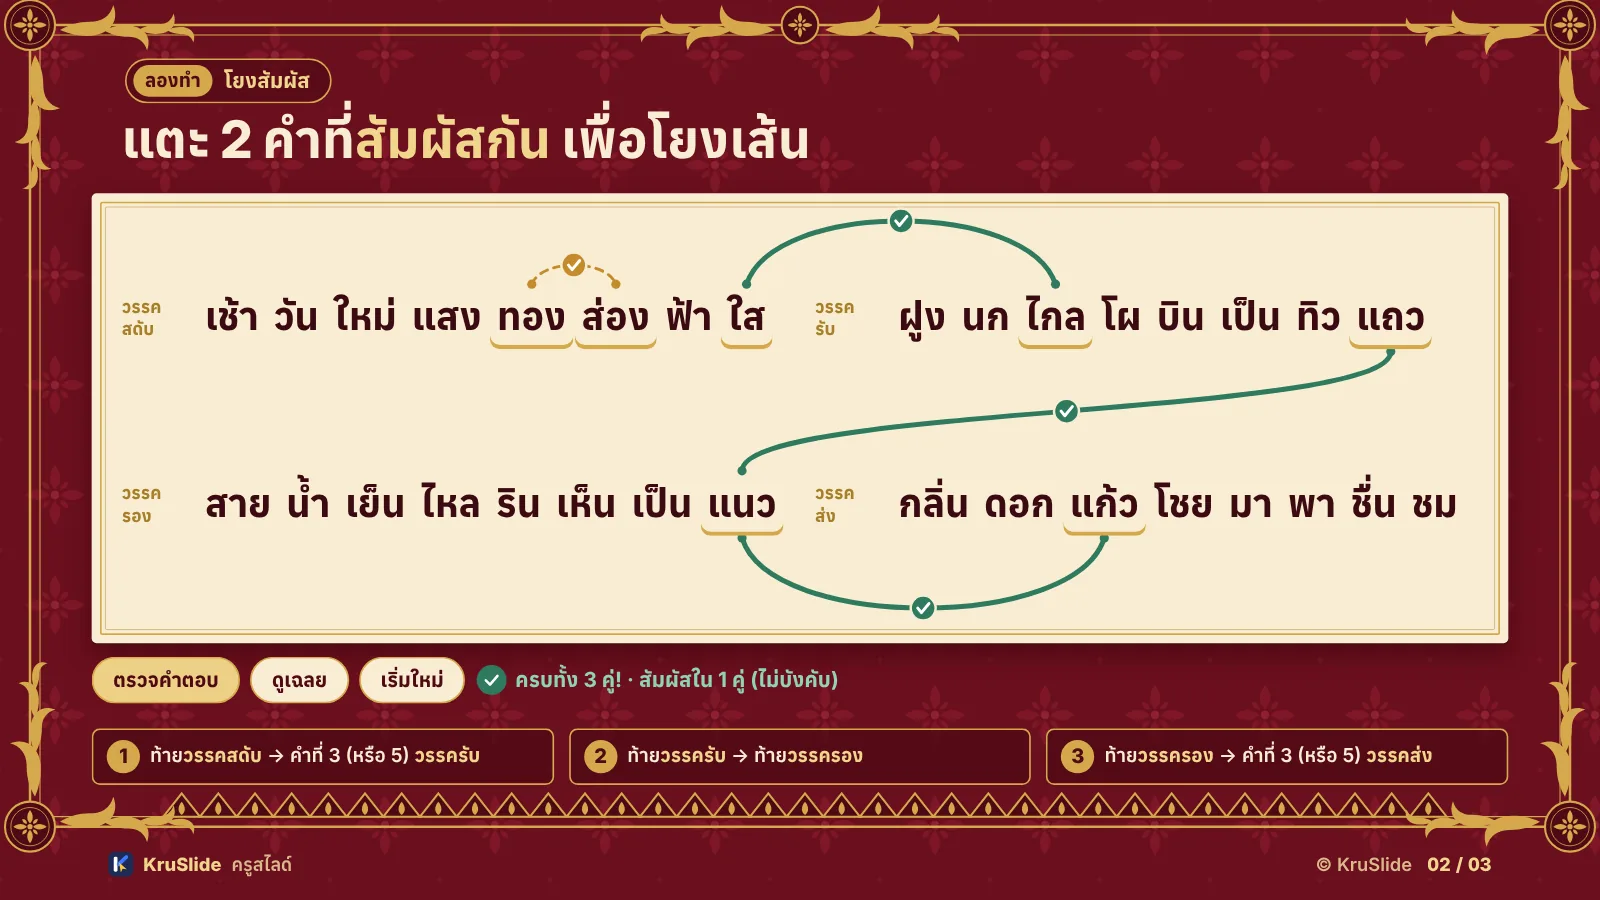 ลองทำ โยงสัมผัส
แตะ 2 คำที่สัมผัสกัน เพื่อโยงเส้น
วรรคสดับ เช้า วัน ใหม่ แสง ทอง ส่อง ฟ้า ใส
วรรครับ ฝูง นก ไกล โผ บิน เป็น ทิว แถว
วรรครอง สาย น้ำ เย็น ไหล ริน เห็น เป็น แนว
วรรคส่ง กลิ่น ดอก แก้ว โชย มา พา ชื่น ชม
ตรวจคำตอบ ดูเฉลย เริ่มใหม่ ครบทั้ง 3 คู่! · สัมผัสใน 1 คู่ (ไม่บังคับ)
1 ท้ายวรรคสดับ → คำที่ 3 (หรือ 5) วรรครับ
2 ท้ายวรรครับ → ท้ายวรรครอง
3 ท้ายวรรครอง → คำที่ 3 (หรือ 5) วรรคส่ง
KruSlide ครูสไลด์
© KruSlide 02 / 03